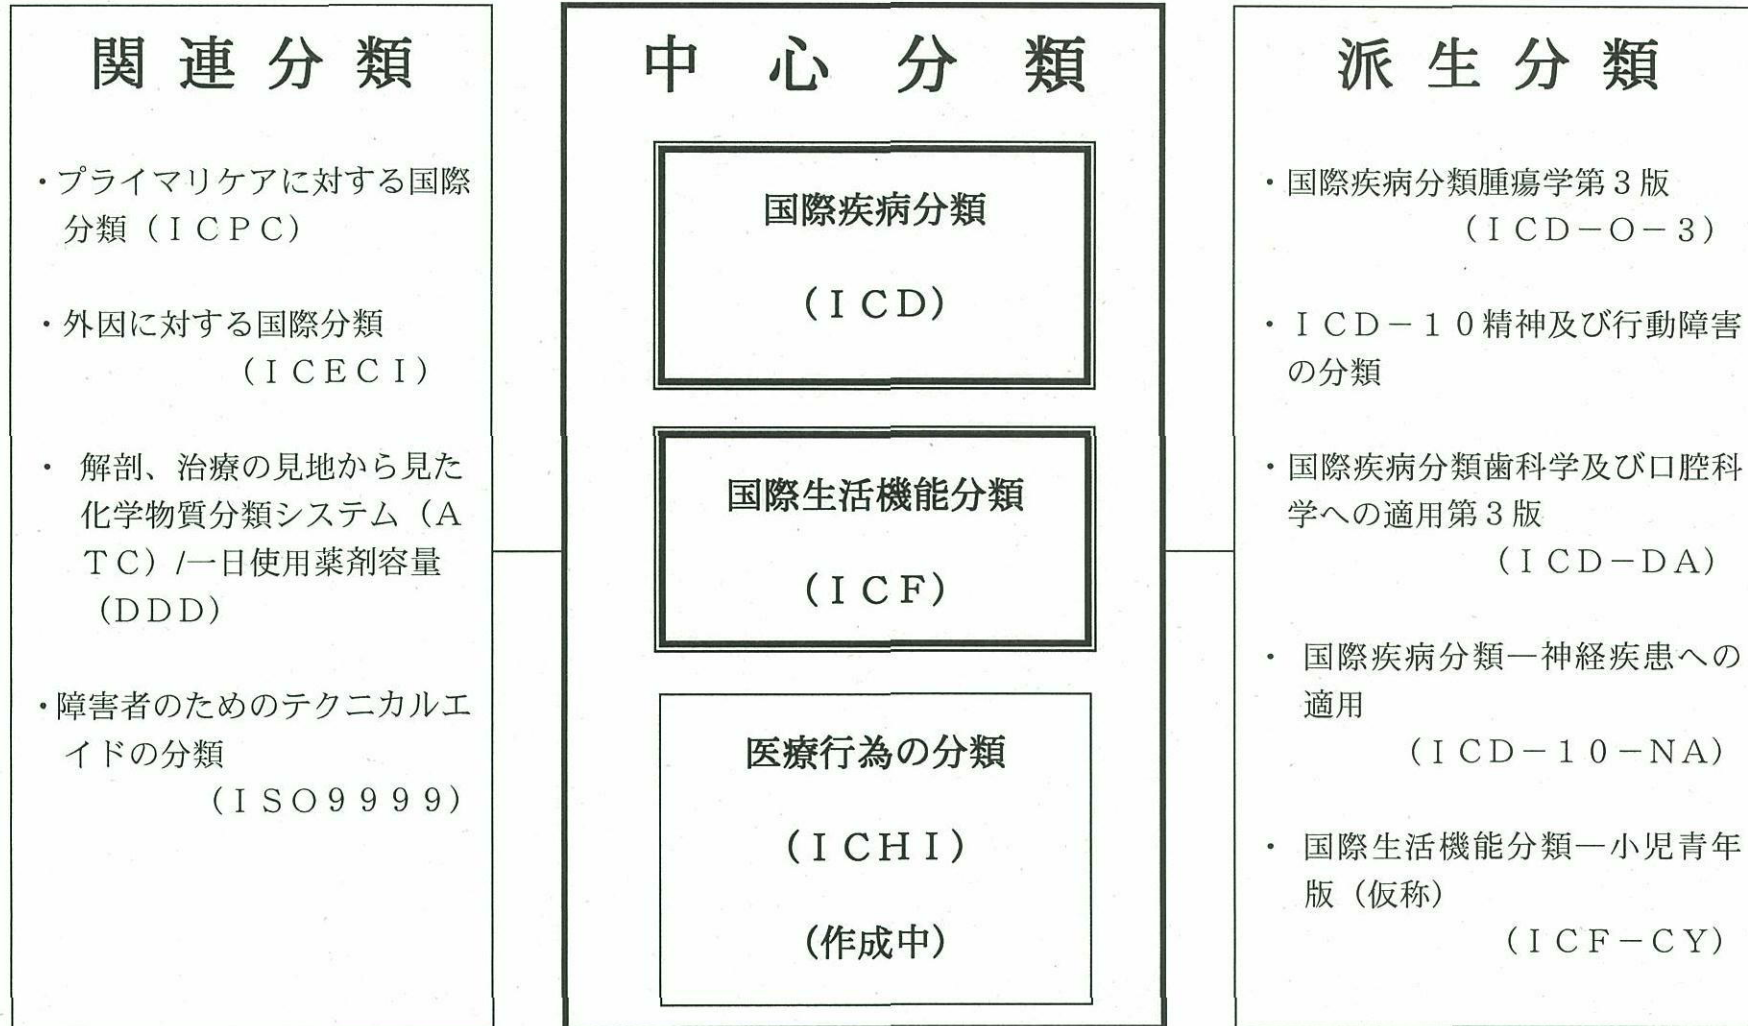 関連分類
・プライマリケアに対する国際
分類（ＩＣＰＣ）
・外因に対する国際分類
（ＩＣＥＣＩ）
・ 解剖、治療の見地から見た
化学物質分類システム（Ａ
ＴＣ）/一日使用薬剤容量
（ＤＤＤ）
・障害者のためのテクニカルエ
イドの分類
（ＩＳＯ９９９９）
中心分類
国際疾病分類
（ＩＣＤ）
国際生活機能分類
（ＩＣＦ）
医療行為の分類
（ＩＣＨＩ）
（作成中）
派生分類
・国際疾病分類腫瘍学第３版
（ＩＣＤ－Ｏ－３）
・ＩＣＤ－１０精神及び行動障害
の分類
・国際疾病分類歯科学及び口腔科
学への適用第３版
（ＩＣＤ－ＤＡ）
・ 国際疾病分類―神経疾患への
適用
（ＩＣＤ－１０－ＮＡ）
・ 国際生活機能分類―小児青年
版（仮称）
（ＩＣＦ－ＣＹ）